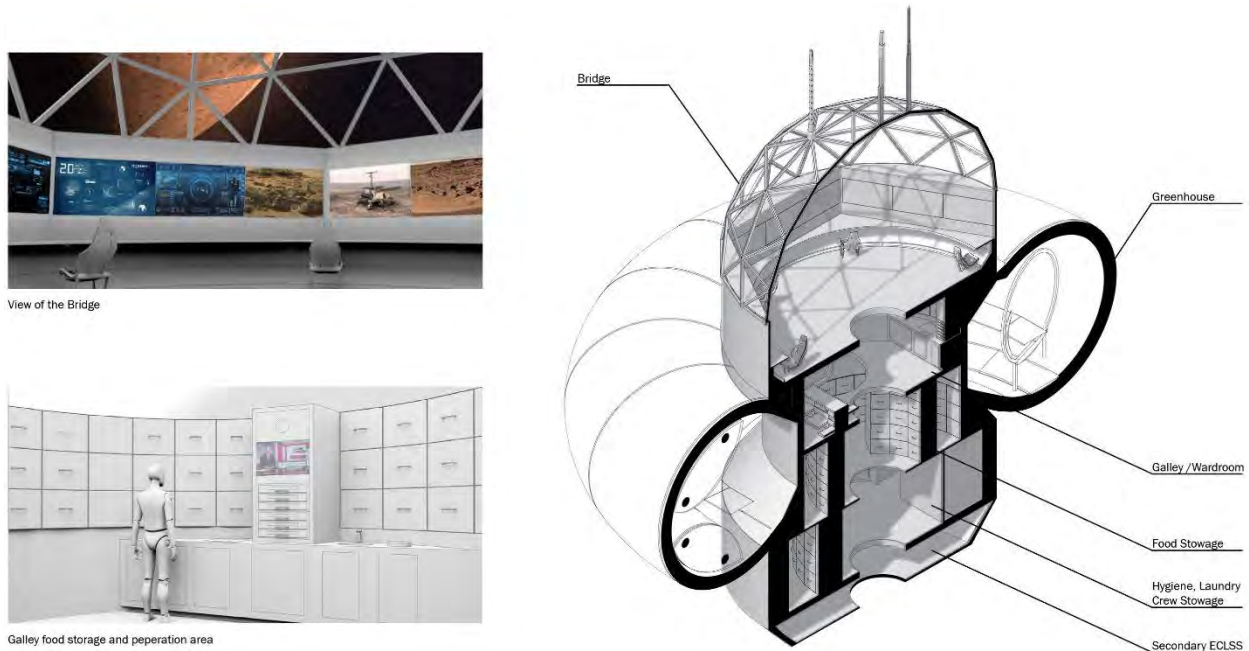 View of the Bridge
Galley food storage and peperation area
Bridge
Greenhouse
Galley /Wardroom
Food Stowage
Hygiene, Laundry
Crew Stowage
Secondary ECLSS